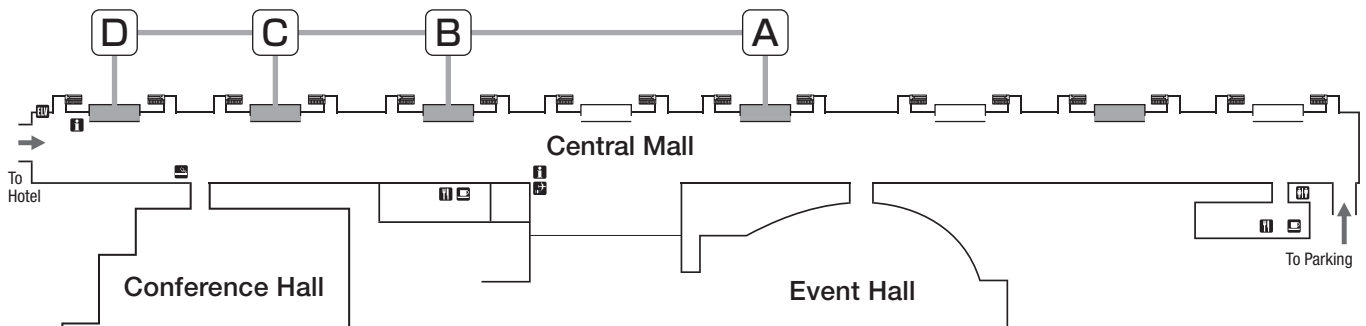 D C B A
Central Mall
To
Hotel
Conference Hall
Event Hall
To Parking